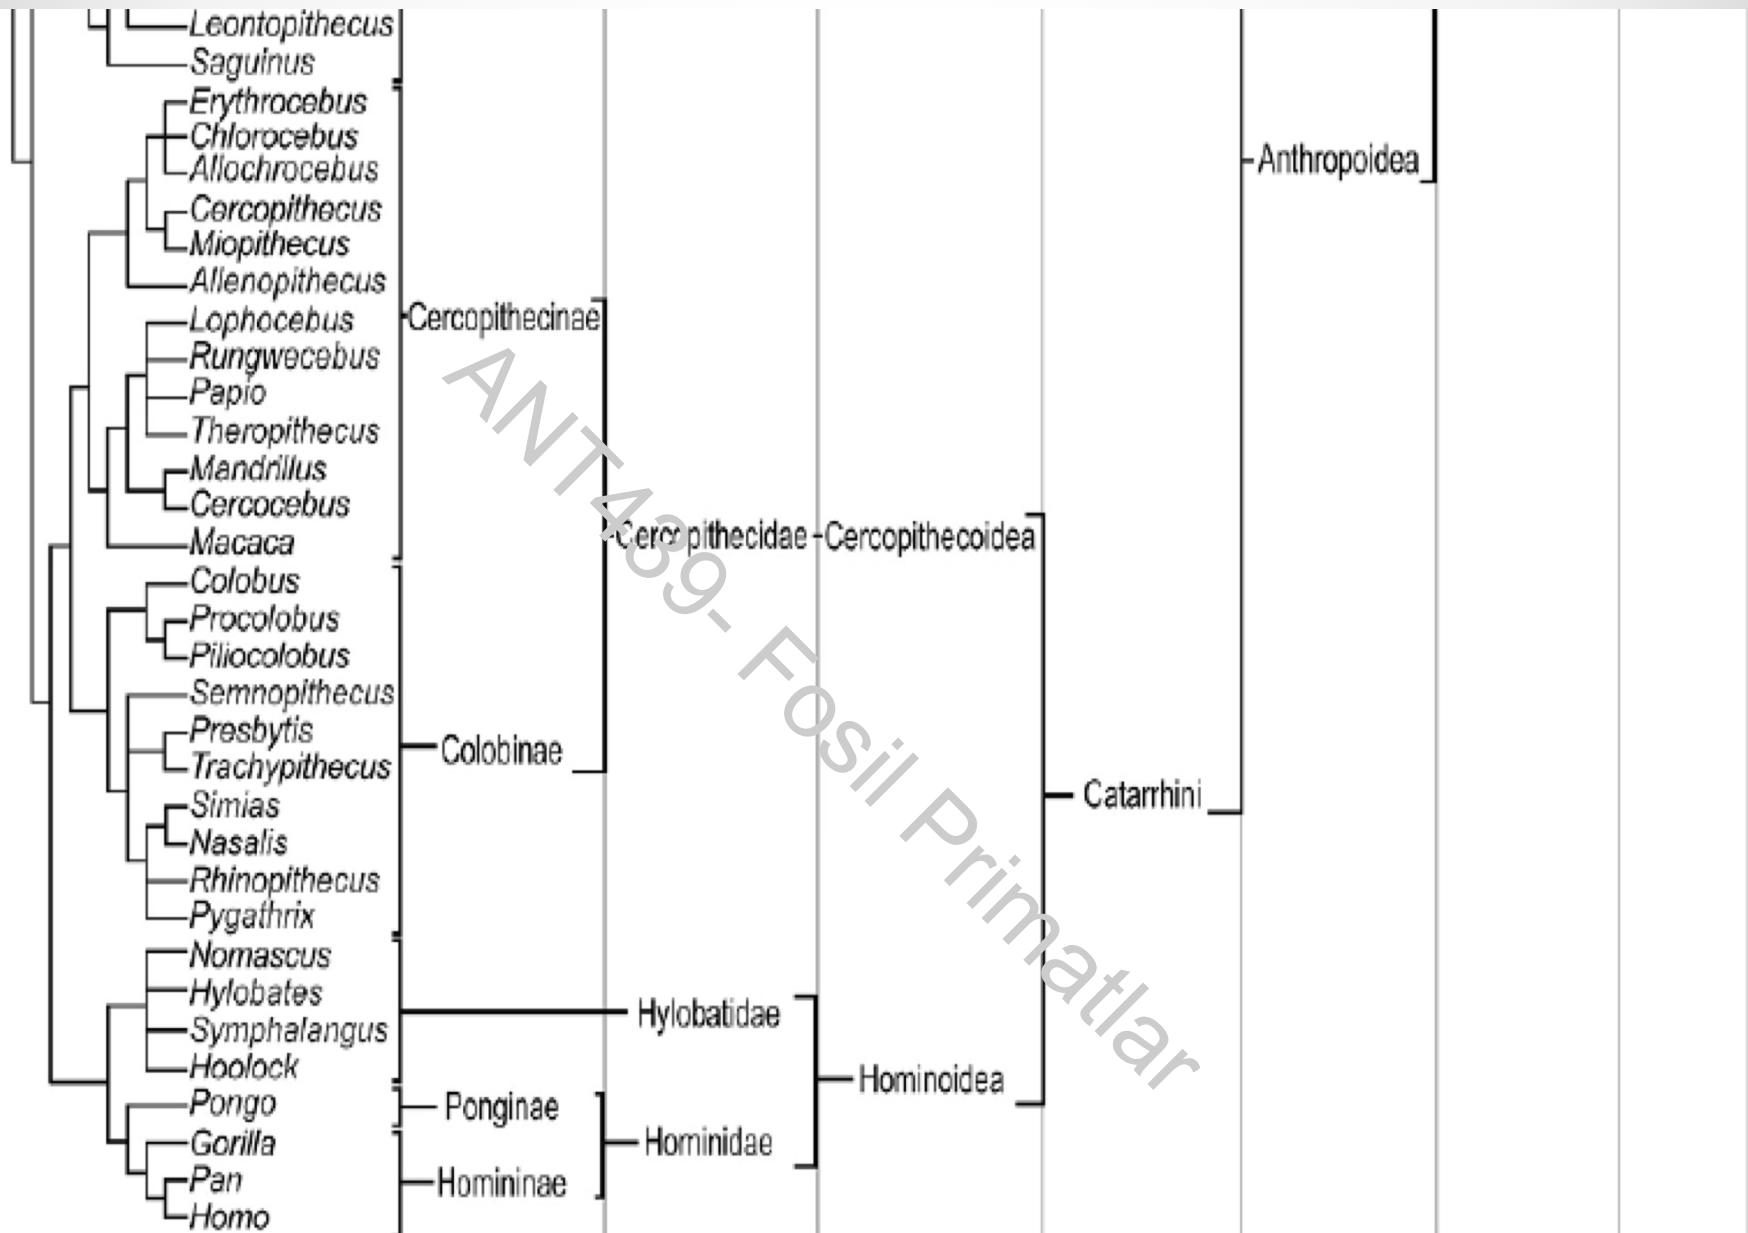 Leontopithecus
Saguinus
Erythrocebus
Chlorocebus
Allochrocebus
Cercopithecus
Miopithecus
Allenopithecus
Lophocebus
Rungwecebus
Papio
Theropithecus
Mandrillus
Cercocebus
Macaca
Colobus
Procolobus
Piliocolobus
Semnopithecus
Presbytis
Trachypithecus
Simias
Nasalis
Rhinopithecus
Pygathrix
Nomascus
Hylobates
Symphalangus
Hoolock
Pongo
Gorilla
Pan
Homo
Cercopithecinae
Colobinae
Ponginae
Homininae
Cercopithecidae
Hylobatidae
Hominidae
Cercopithecoidea
Hominoidea
Catarrhini
Anthropoidea
ANT439- Fosil Primatlar